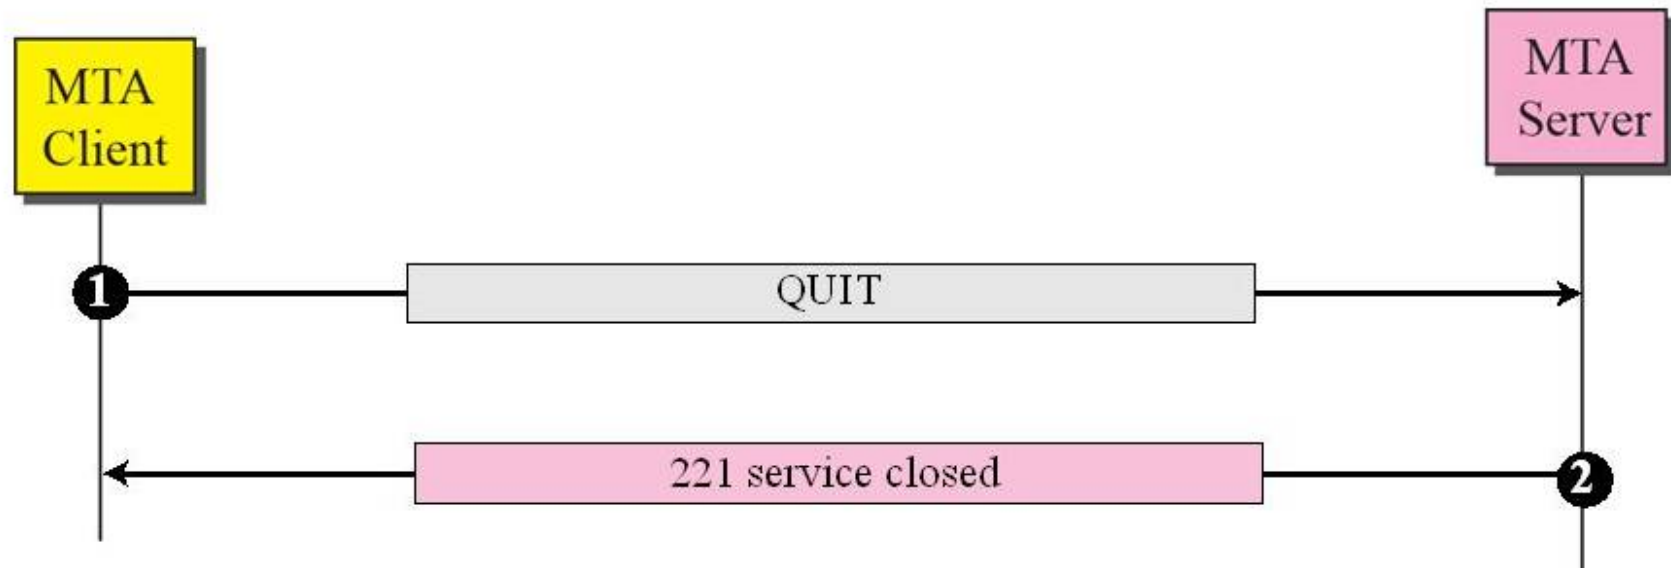 MTA
Client
MTA
Server
1
QUIT
221 service closed
2